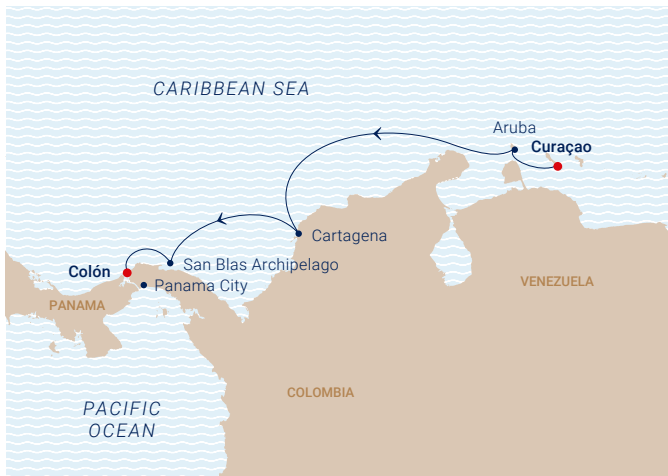 CARIBBEAN SEA
Aruba
Curaçao
Cartagena
San Blas Archipelago
Colón
Panama City
PANAMA
VENEZUELA
COLOMBIA
PACIFIC
OCEAN